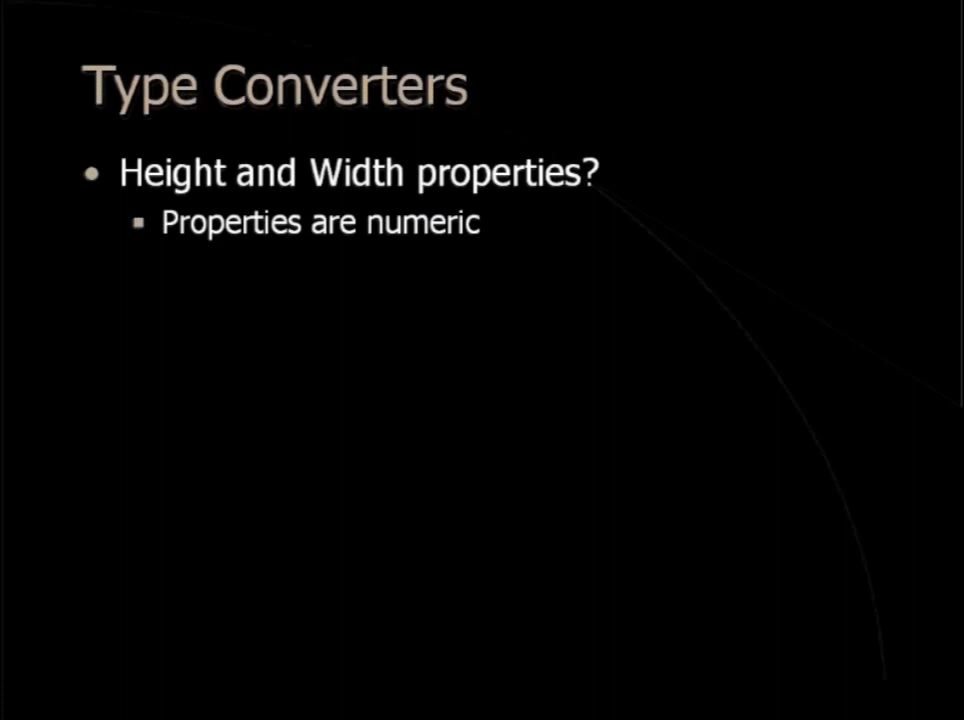 Type Converters
Height and Width properties?
Properties are numeric